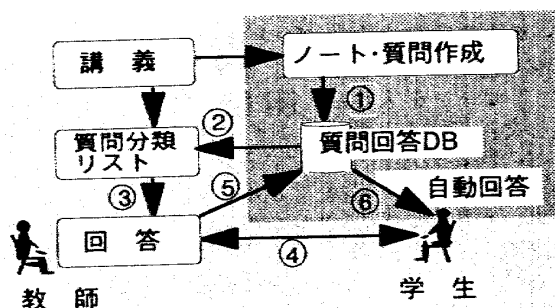 講義
ノート・質問作成
①
②
質問分類
リスト
質問回答DB
③
⑤
⑥
自動回答
回答
④
教師
学生